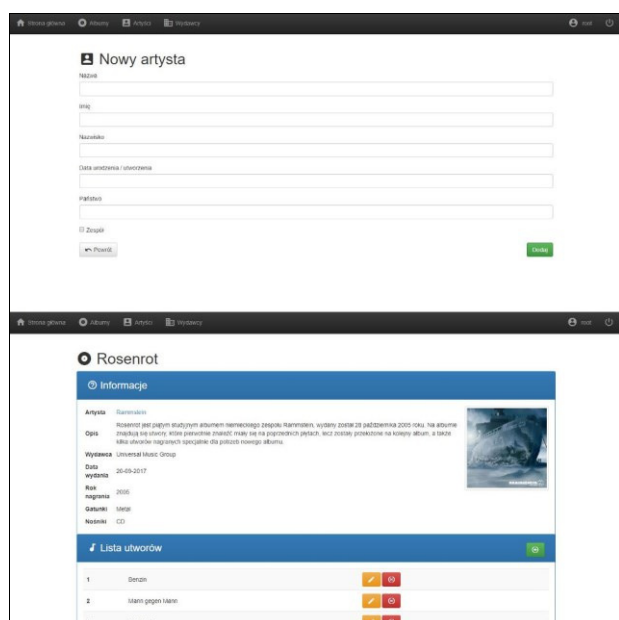 Strona główna Albumy Artyści Wydawcy root
Nowy artysta
Nazwa
Imię
Nazwisko
Data urodzenia / utworzenia
Państwo
Zespół
Powrót Dodaj
Strona główna Albumy Artyści Wydawcy root
Rosenrot
Informacje
Artysta Rammstein
Opis Rosenrot jest piątym studyjnym albumem niemieckiego zespołu Rammstein, wydany został 28 października 2005 roku. Na albumie
znajdują się utwory, które pierwotnie znaleźć miały się na poprzednich płytach, lecz zostały przełożone na kolejny album, a także
kilka utworów nagranych specjalnie dla potrzeb nowego albumu.
Wydawca Universal Music Group
Data
wydania 20-09-2017
Rok
nagrania 2005
Gatunki Metal
Nośniki CD
Lista utworów
1 Benzin
2 Mann gegen Mann